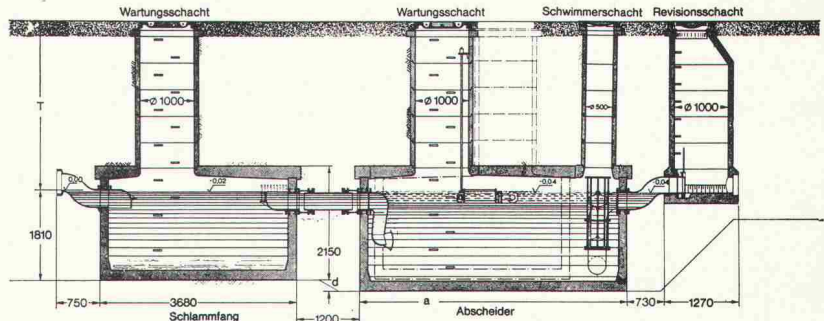 Wartungsschacht Wartungsschacht Schwimmerschacht Revisionsschacht
T
Ø 1000 Ø 1000 Ø 500 Ø 1000
0,00 -0,02 -0,04 -0,04
1810 2150
d
750 3680 a 730 1270
Schlammfang 1200 Abscheider